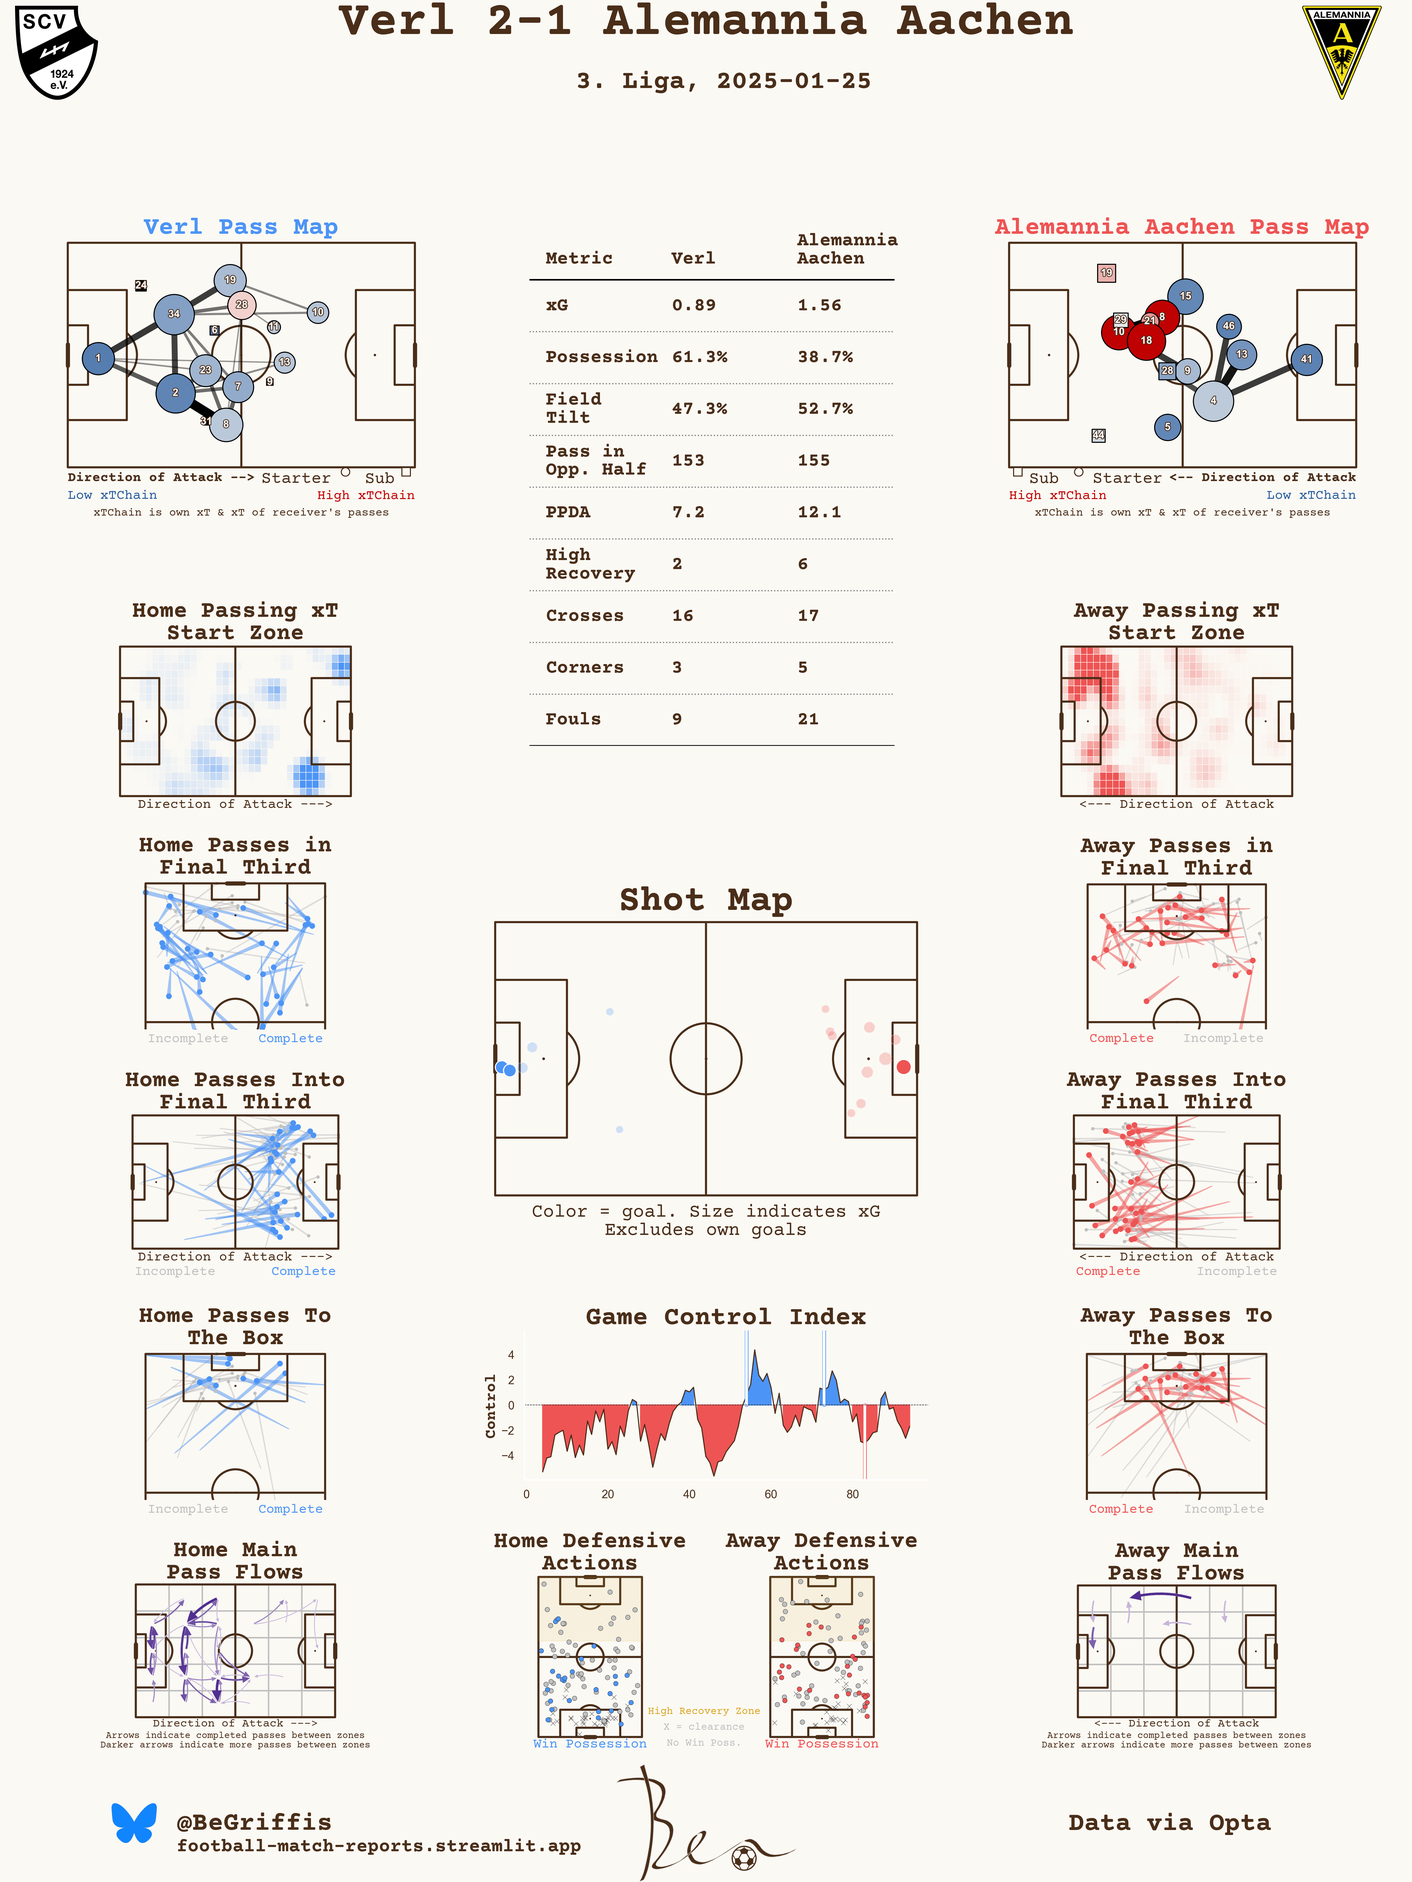 Verl 2-1 Alemannia Aachen
3. Liga, 2025-01-25
SCV
1924
e.V.
ALEMANNIA
A
Verl Pass Map
24
19
28
34
10
6
11
1
13
23
9
2
7
31
8
Direction of Attack --> Starter Sub
Low xTChain High xTChain
xTChain is own xT & xT of receiver's passes
Metric Verl Alemannia
Aachen
xG 0.89 1.56
Possession 61.3% 38.7%
Field
Tilt 47.3% 52.7%
Pass in
Opp. Half 153 155
PPDA 7.2 12.1
High
Recovery 2 6
Crosses 16 17
Corners 3 5
Fouls 9 21
Alemannia Aachen Pass Map
19
15
29
21
8
10
18
46
13
41
28
9
4
5
44
Sub Starter <-- Direction of Attack
High xTChain Low xTChain
xTChain is own xT & xT of receiver's passes
Home Passing xT
Start Zone
Direction of Attack --->
Away Passing xT
Start Zone
<--- Direction of Attack
Home Passes in
Final Third
Incomplete Complete
Away Passes in
Final Third
Complete Incomplete
Shot Map
Color = goal. Size indicates xG
Excludes own goals
Home Passes Into
Final Third
Direction of Attack --->
Incomplete Complete
Away Passes Into
Final Third
<--- Direction of Attack
Complete Incomplete
Home Passes To
The Box
Incomplete Complete
Game Control Index
Control
4
2
0
−2
−4
0 20 40 60 80
Away Passes To
The Box
Complete Incomplete
Home Main
Pass Flows
Direction of Attack --->
Arrows indicate completed passes between zones
Darker arrows indicate more passes between zones
Home Defensive
Actions
Win Possession
High Recovery Zone
X = clearance
No Win Poss.
Away Defensive
Actions
Win Possession
Away Main
Pass Flows
<--- Direction of Attack
Arrows indicate completed passes between zones
Darker arrows indicate more passes between zones
@BeGriffis
football-match-reports.streamlit.app
Ben
Data via Opta